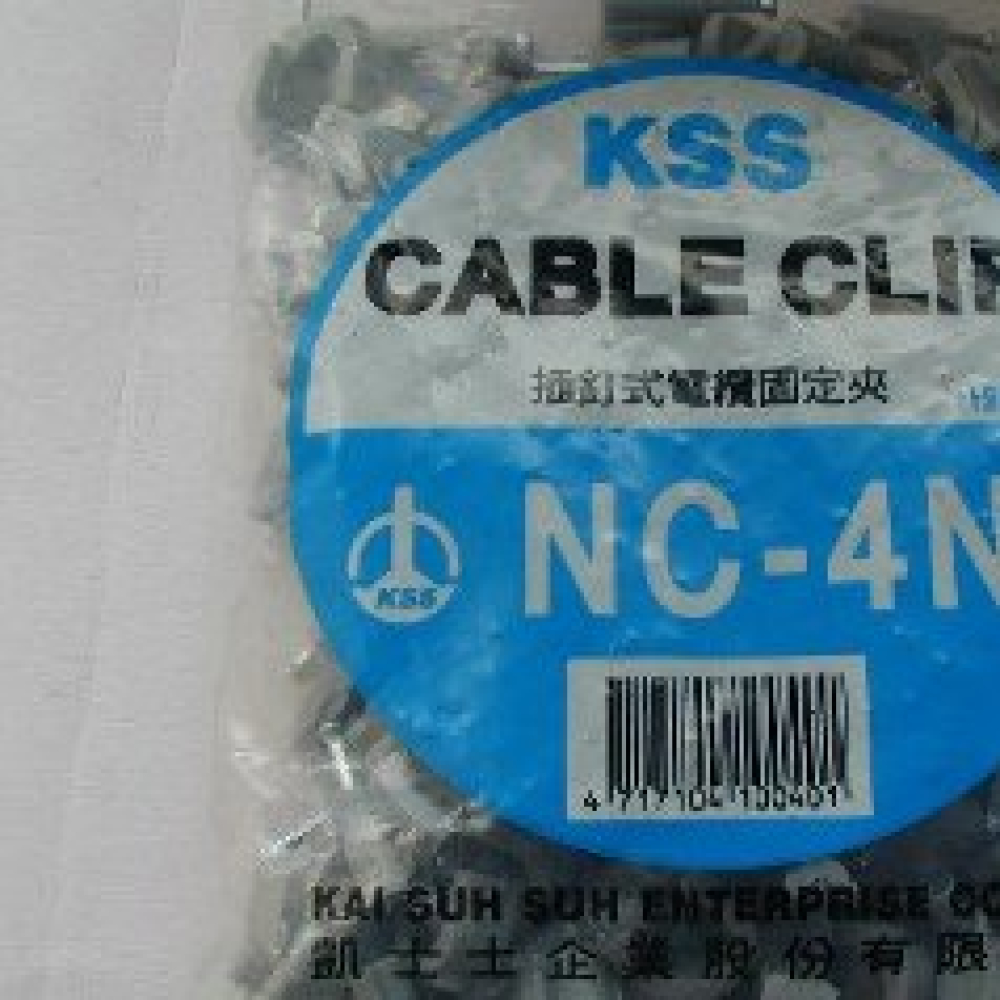 KSS
CABLE CLIP
插釘式電纜固定夾
NC-4N
KSS
4 717104 100401
KAI SUH SUH ENTERPRISE CO
凱士士企業股份有限